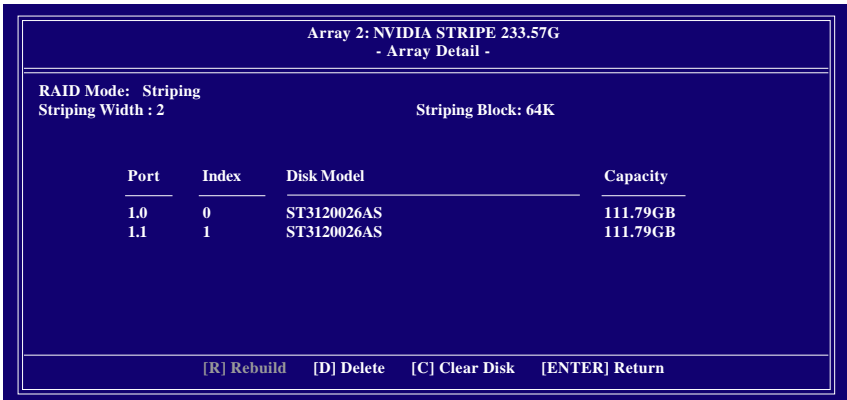 Array 2: NVIDIA STRIPE 233.57G
- Array Detail -
RAID Mode: Striping
Striping Width : 2 Striping Block: 64K
Port Index Disk Model Capacity
1.0 0 ST3120026AS 111.79GB
1.1 1 ST3120026AS 111.79GB
[R] Rebuild [D] Delete [C] Clear Disk [ENTER] Return